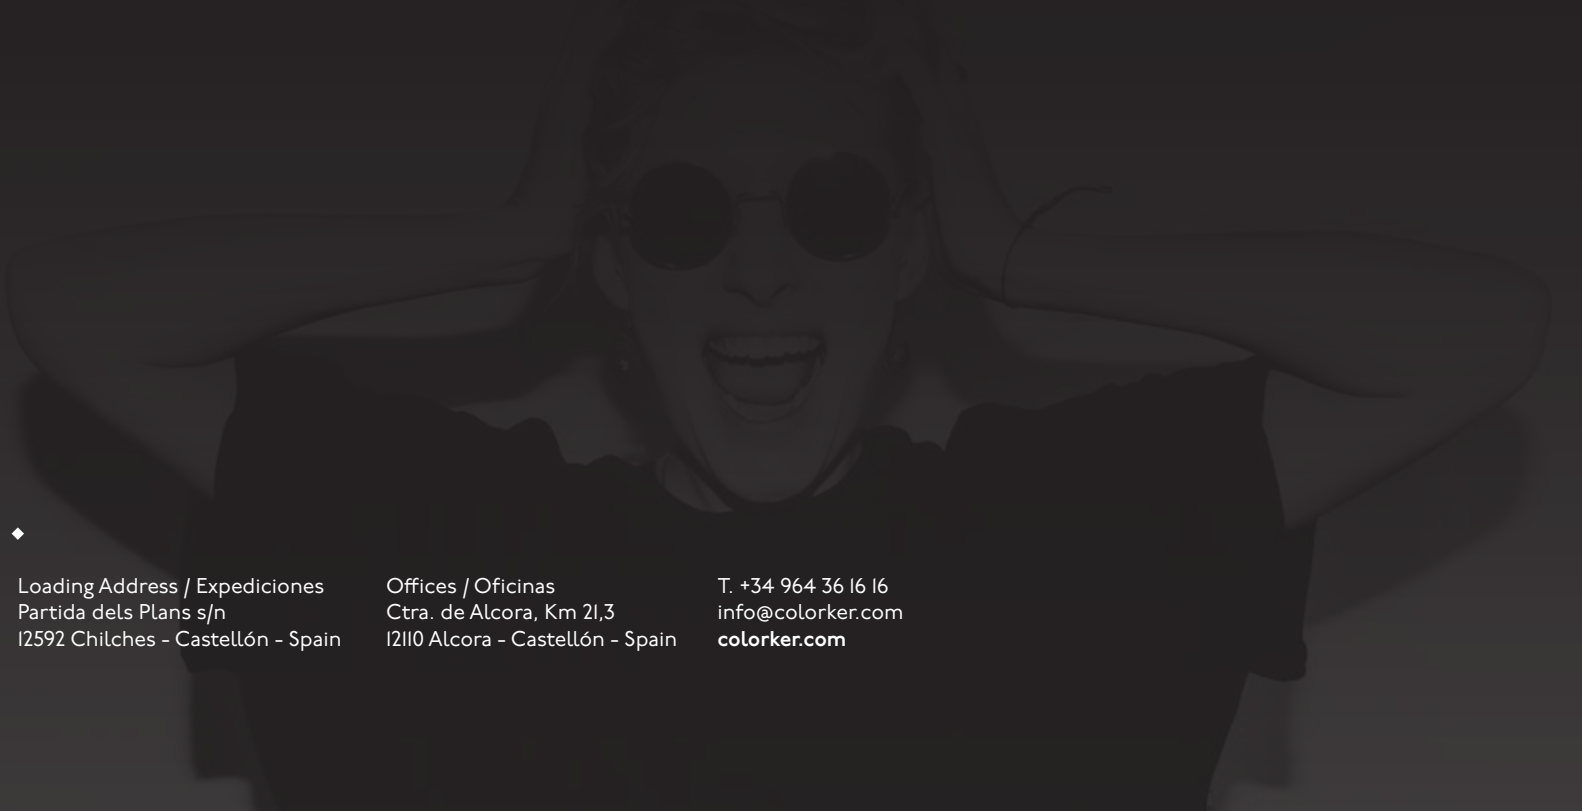 Loading Address / Expediciones
Partida dels Plans s/n
12592 Chilches - Castellón - Spain
Offices / Oficinas
Ctra. de Alcora, Km 21,3
12110 Alcora - Castellón - Spain
T. +34 964 36 16 16
info@colorker.com
colorker.com